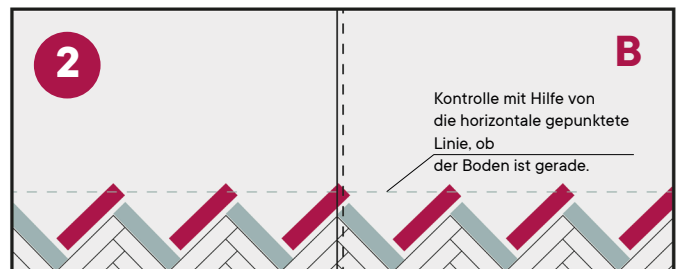 2
B
Kontrolle mit Hilfe von
die horizontale gepunktete
Linie, ob
der Boden ist gerade.